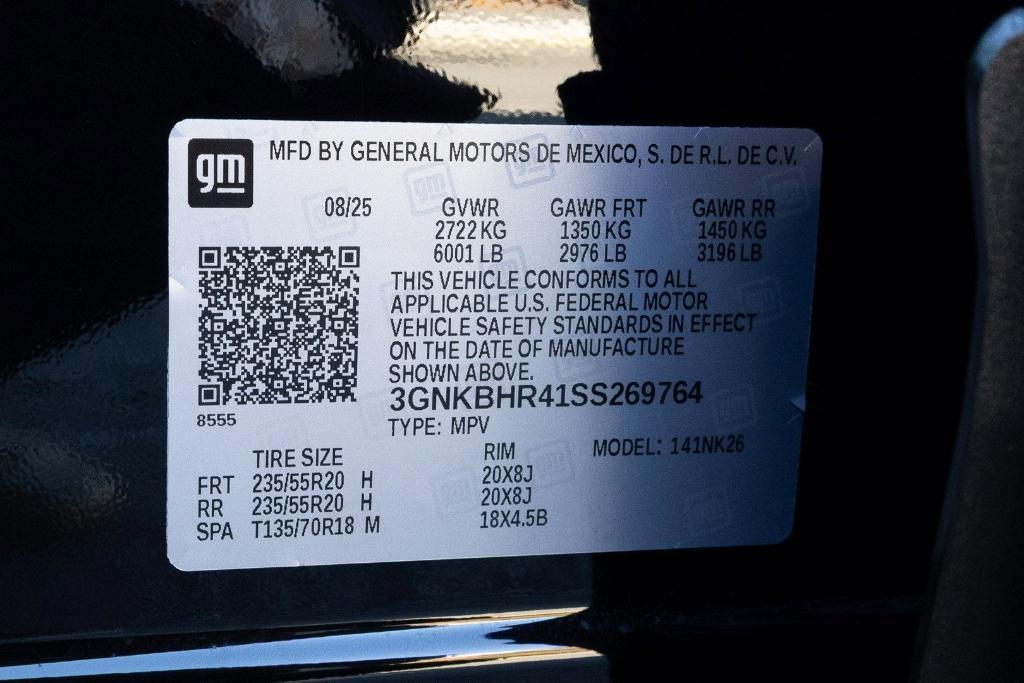 gm MFD BY GENERAL MOTORS DE MEXICO, S. DE R.L. DE C.V.
08/25 GVWR GAWR FRT GAWR RR
2722 KG 1350 KG 1450 KG
6001 LB 2976 LB 3196 LB
THIS VEHICLE CONFORMS TO ALL
APPLICABLE U.S. FEDERAL MOTOR
VEHICLE SAFETY STANDARDS IN EFFECT
ON THE DATE OF MANUFACTURE
SHOWN ABOVE.
3GNKBHR41SS269764
8555
TYPE: MPV
TIRE SIZE RIM MODEL: 141NK26
FRT 235/55R20 H 20X8J
RR 235/55R20 H 20X8J
SPA T135/70R18 M 18X4.5B